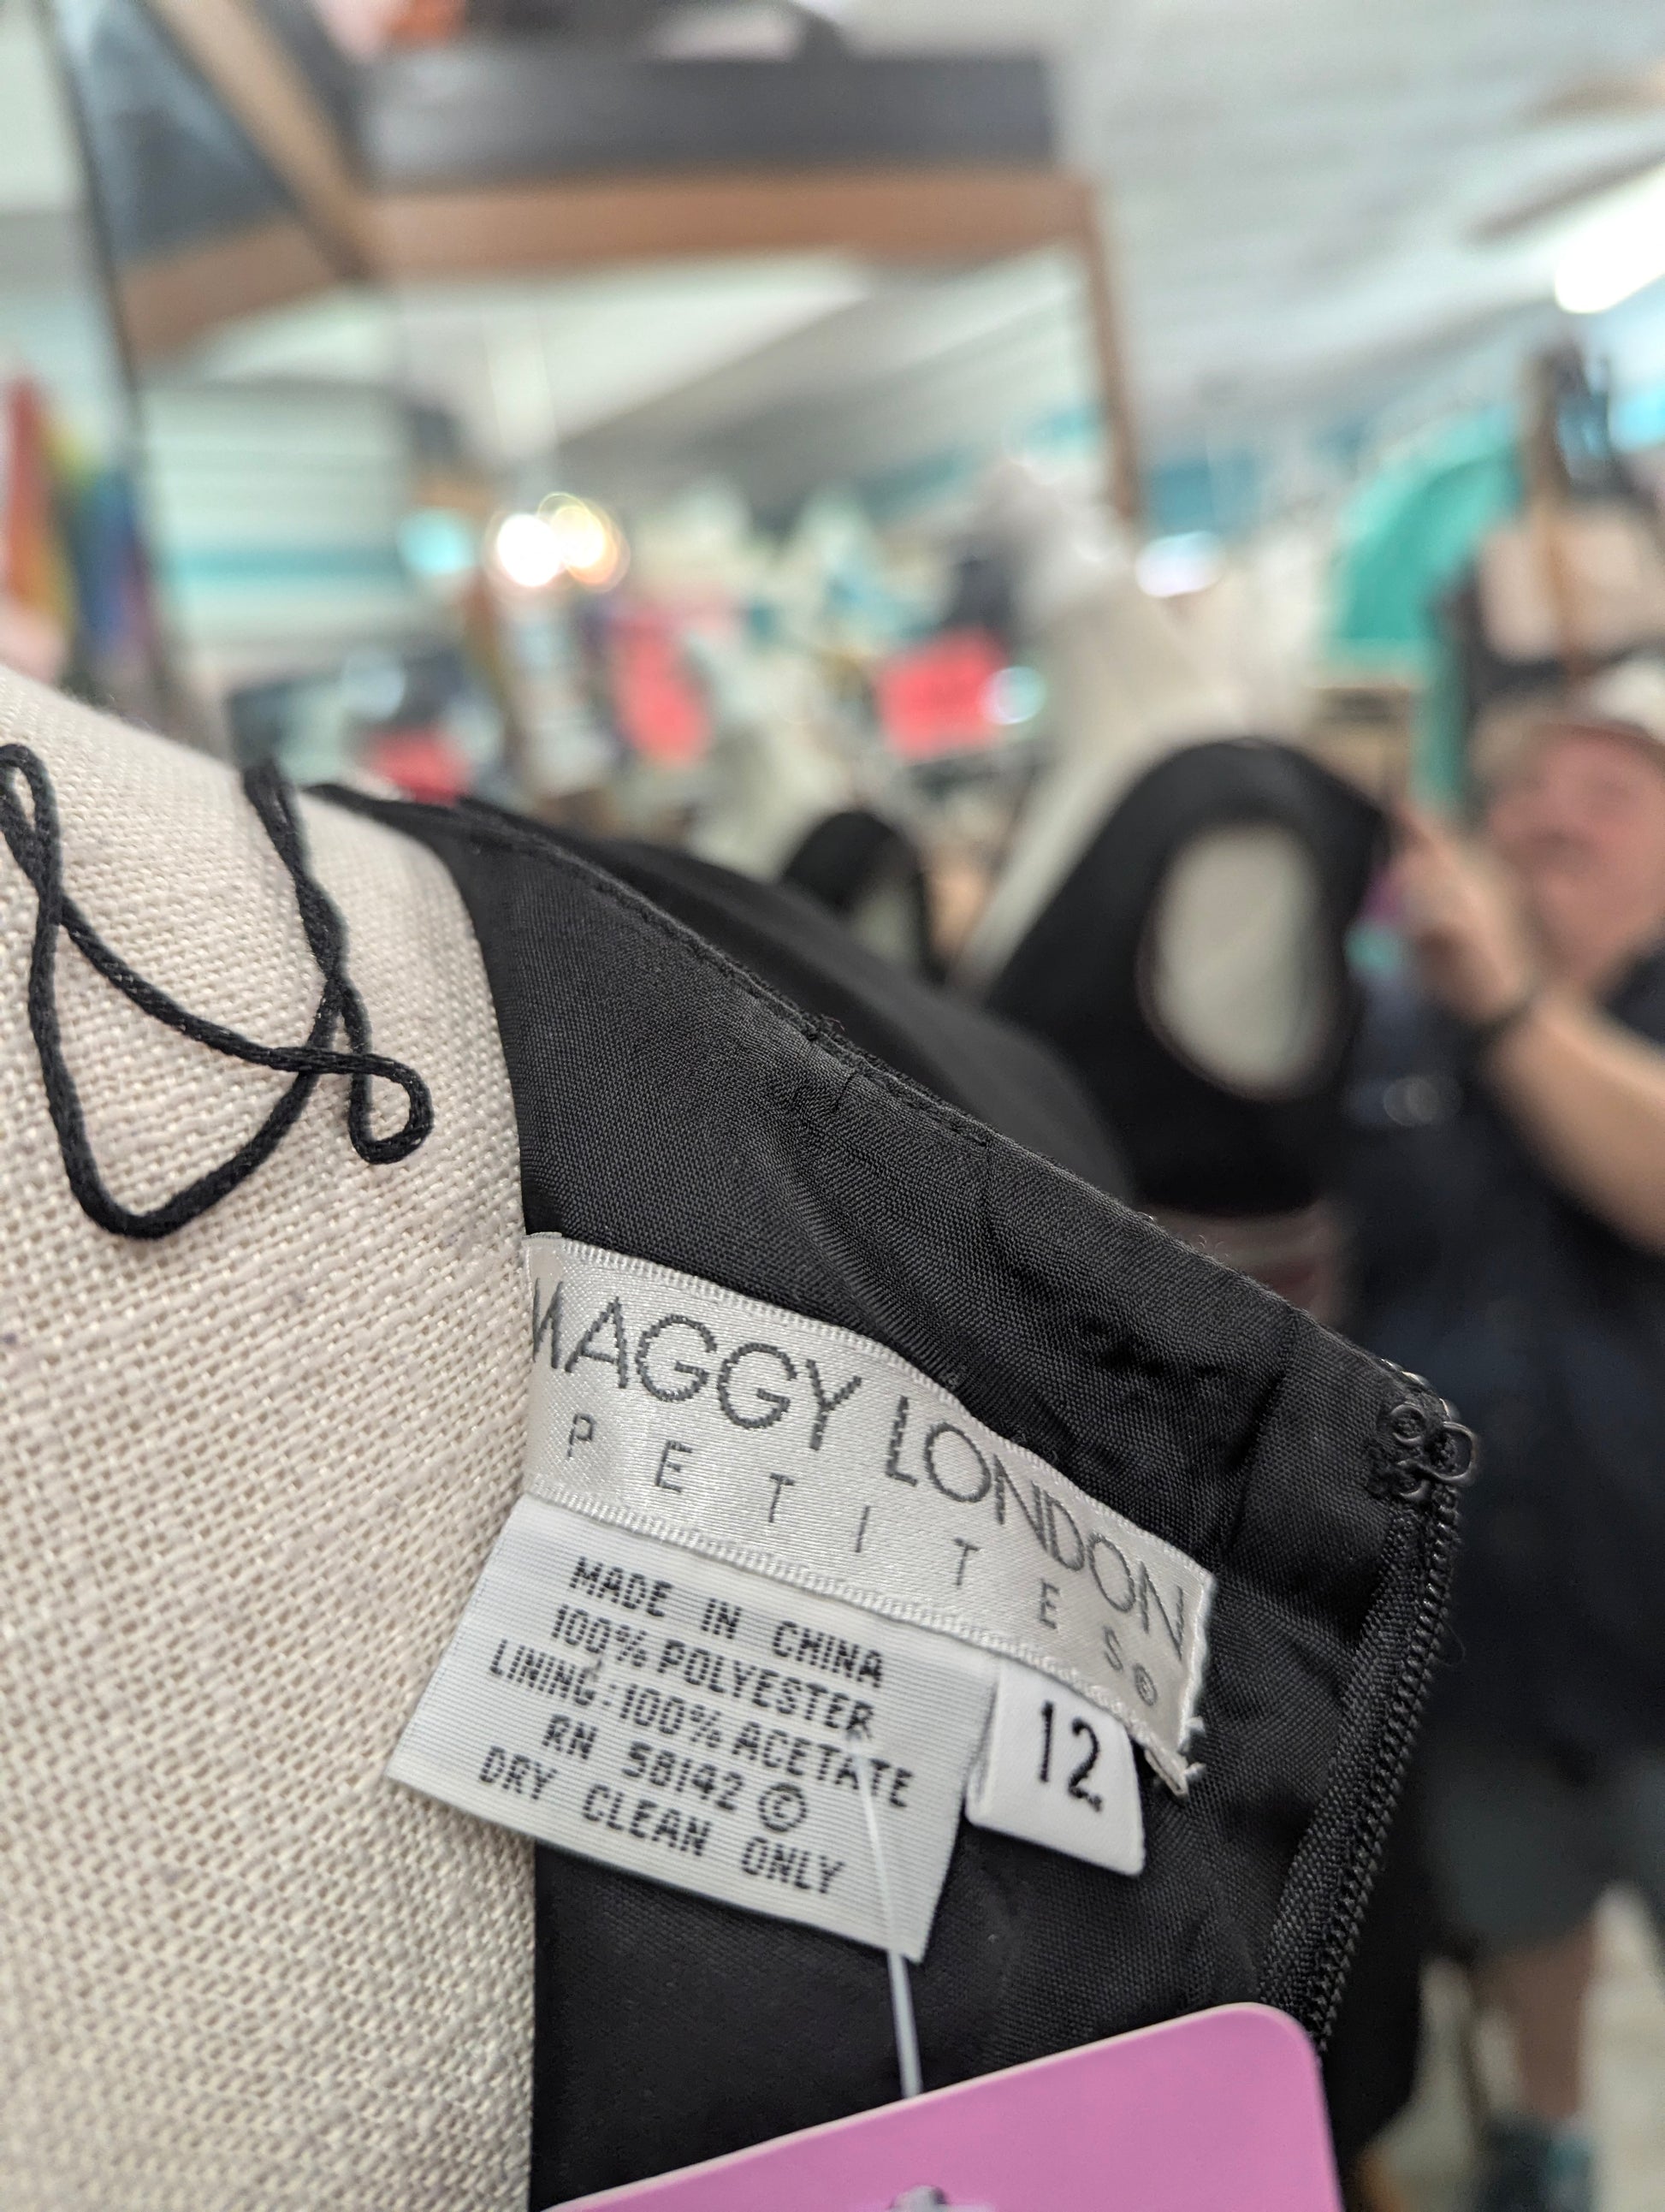 MAGGY LONDON
PETITES®
MADE IN CHINA
100% POLYESTER
LINING: 100% ACETATE
RN 58142 ©
DRY CLEAN ONLY
12